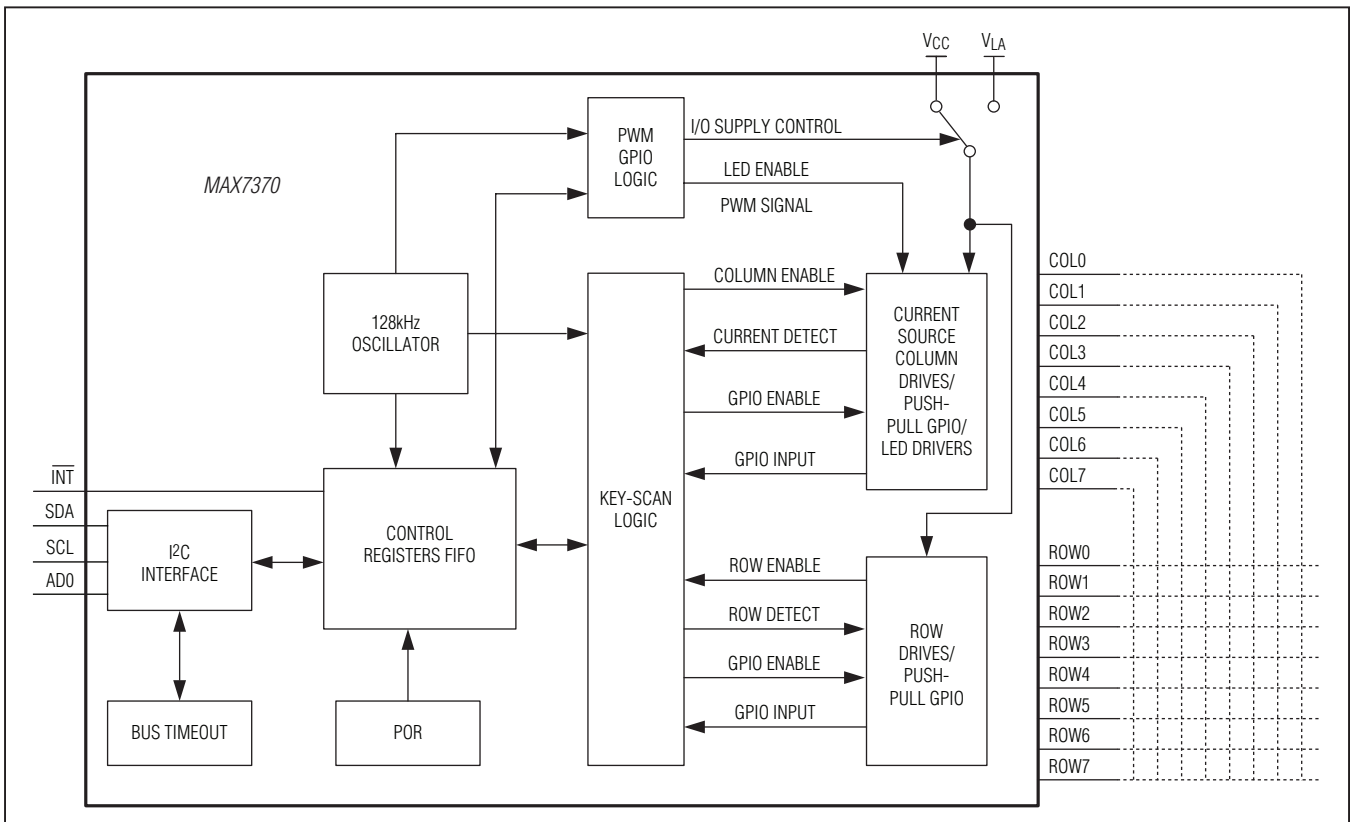 VCC
VLA
MAX7370
PWM
GPIO
LOGIC
I/O SUPPLY CONTROL
LED ENABLE
PWM SIGNAL
128kHz
OSCILLATOR
COLUMN ENABLE
CURRENT DETECT
GPIO ENABLE
GPIO INPUT
CURRENT
SOURCE
COLUMN
DRIVES/
PUSH-
PULL GPIO/
LED DRIVERS
COL0
COL1
COL2
COL3
COL4
COL5
COL6
COL7
INT
SDA
SCL
AD0
I2C
INTERFACE
CONTROL
REGISTERS FIFO
KEY-SCAN
LOGIC
BUS TIMEOUT
POR
ROW ENABLE
ROW DETECT
GPIO ENABLE
GPIO INPUT
ROW
DRIVES/
PUSH-
PULL GPIO
ROW0
ROW1
ROW2
ROW3
ROW4
ROW5
ROW6
ROW7